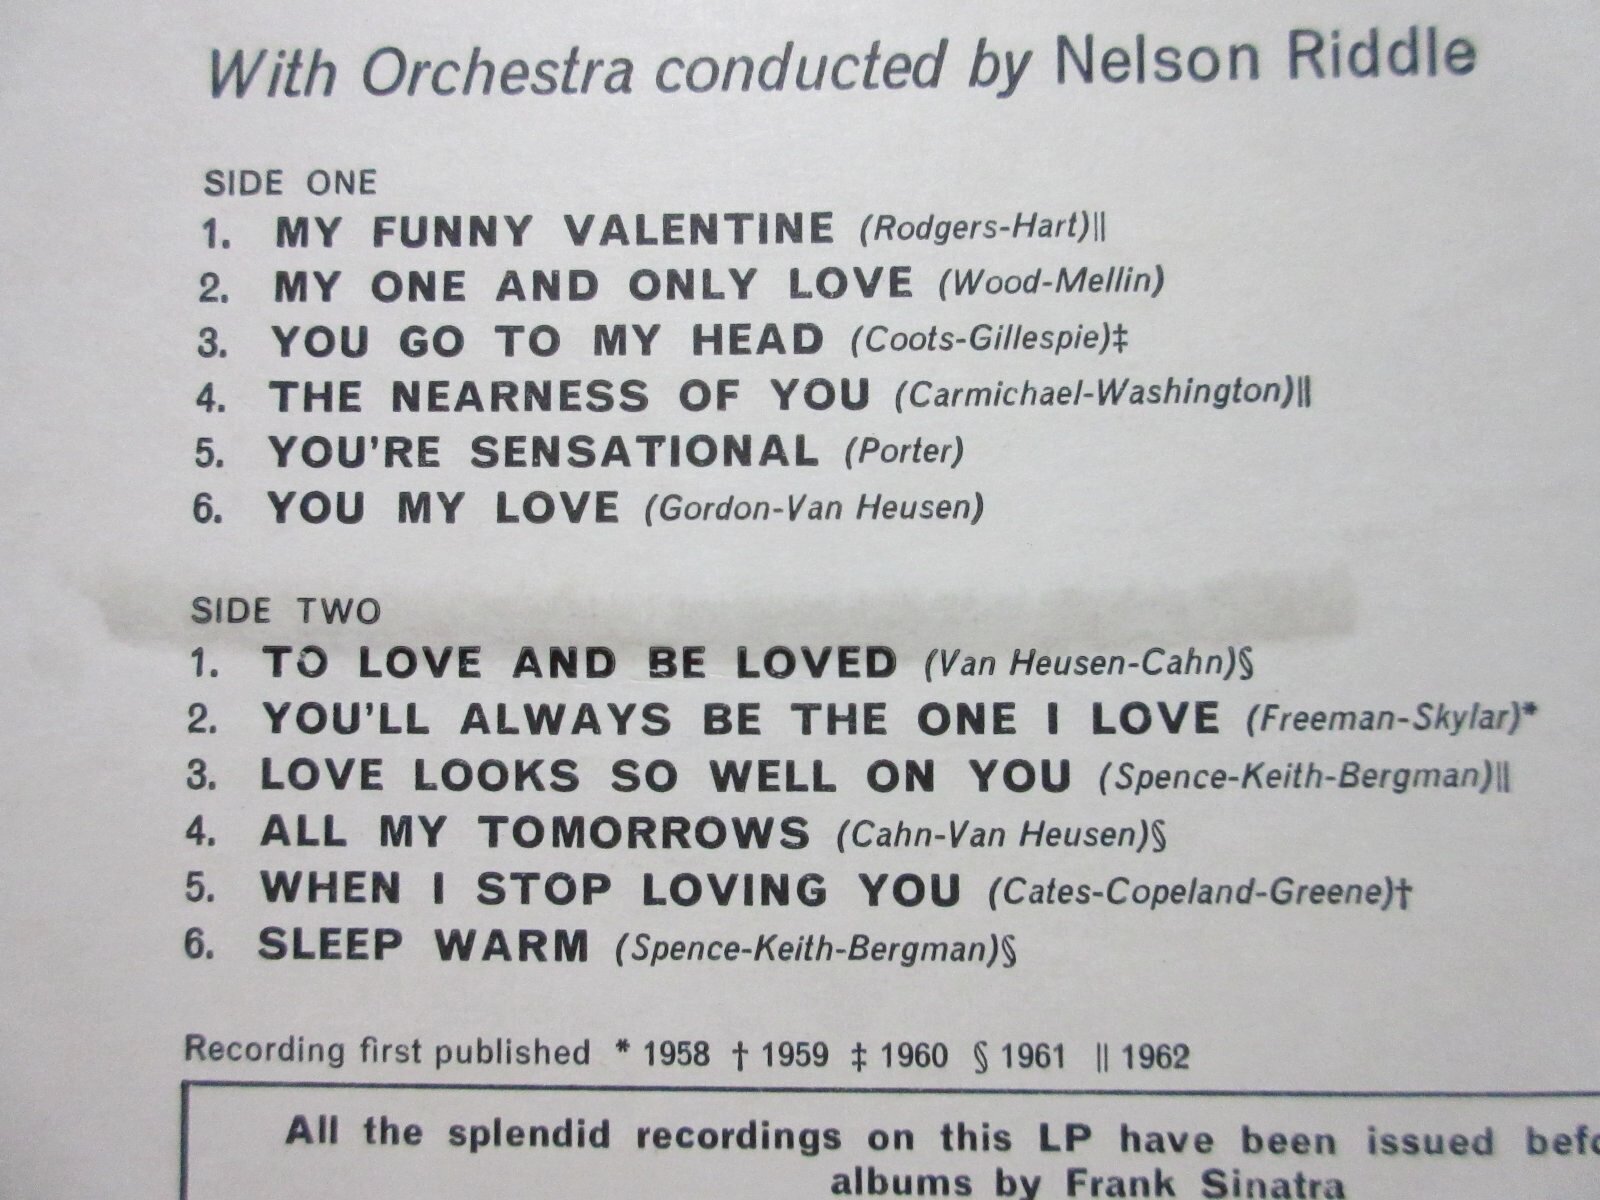 With Orchestra conducted by Nelson Riddle
SIDE ONE
1. MY FUNNY VALENTINE (Rodgers-Hart)||
2. MY ONE AND ONLY LOVE (Wood-Mellin)
3. YOU GO TO MY HEAD (Coots-Gillespie)‡
4. THE NEARNESS OF YOU (Carmichael-Washington)||
5. YOU'RE SENSATIONAL (Porter)
6. YOU MY LOVE (Gordon-Van Heusen)
SIDE TWO
1. TO LOVE AND BE LOVED (Van Heusen-Cahn)§
2. YOU'LL ALWAYS BE THE ONE I LOVE (Freeman-Skylar)*
3. LOVE LOOKS SO WELL ON YOU (Spence-Keith-Bergman)||
4. ALL MY TOMORROWS (Cahn-Van Heusen)§
5. WHEN I STOP LOVING YOU (Cates-Copeland-Greene)†
6. SLEEP WARM (Spence-Keith-Bergman)§
Recording first published * 1958 † 1959 ‡ 1960 § 1961 || 1962
All the splendid recordings on this LP have been issued befo
albums by Frank Sinatra